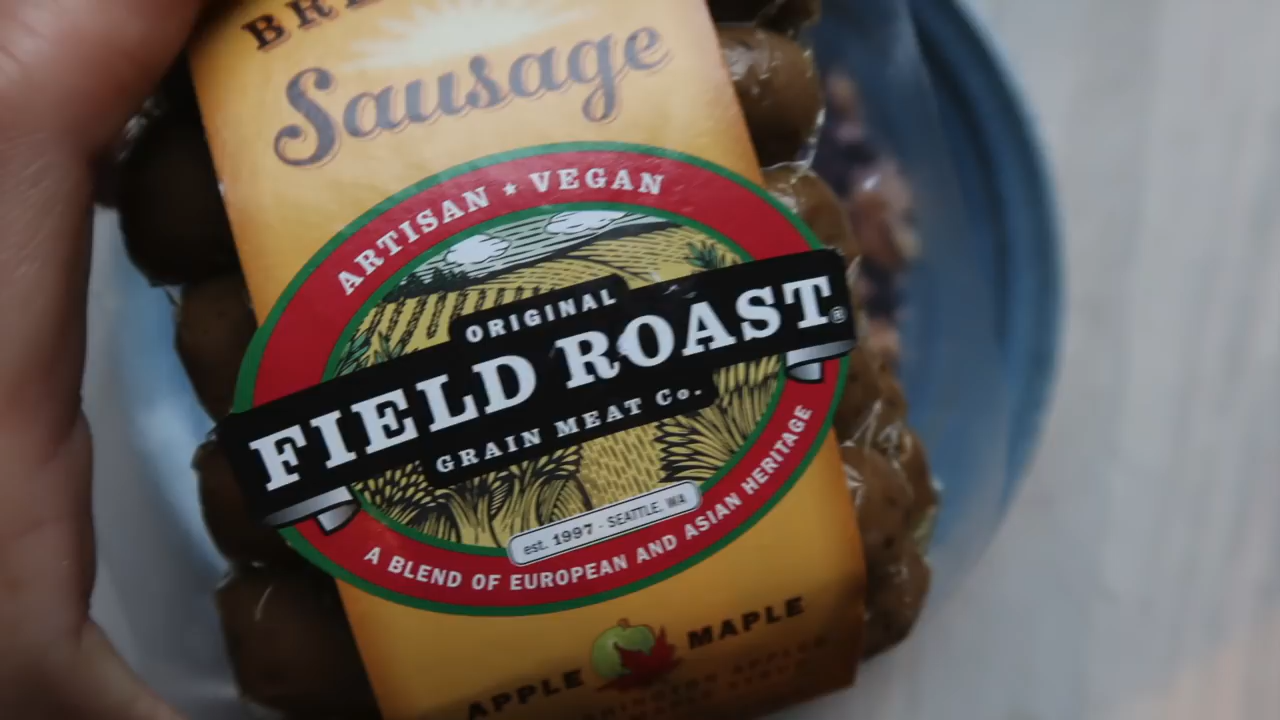 Sausage
ARTISAN ★ VEGAN
ORIGINAL
FIELD ROAST®
GRAIN MEAT Co.
est. 1997 · SEATTLE, WA
A BLEND OF EUROPEAN AND ASIAN HERITAGE
APPLE MAPLE